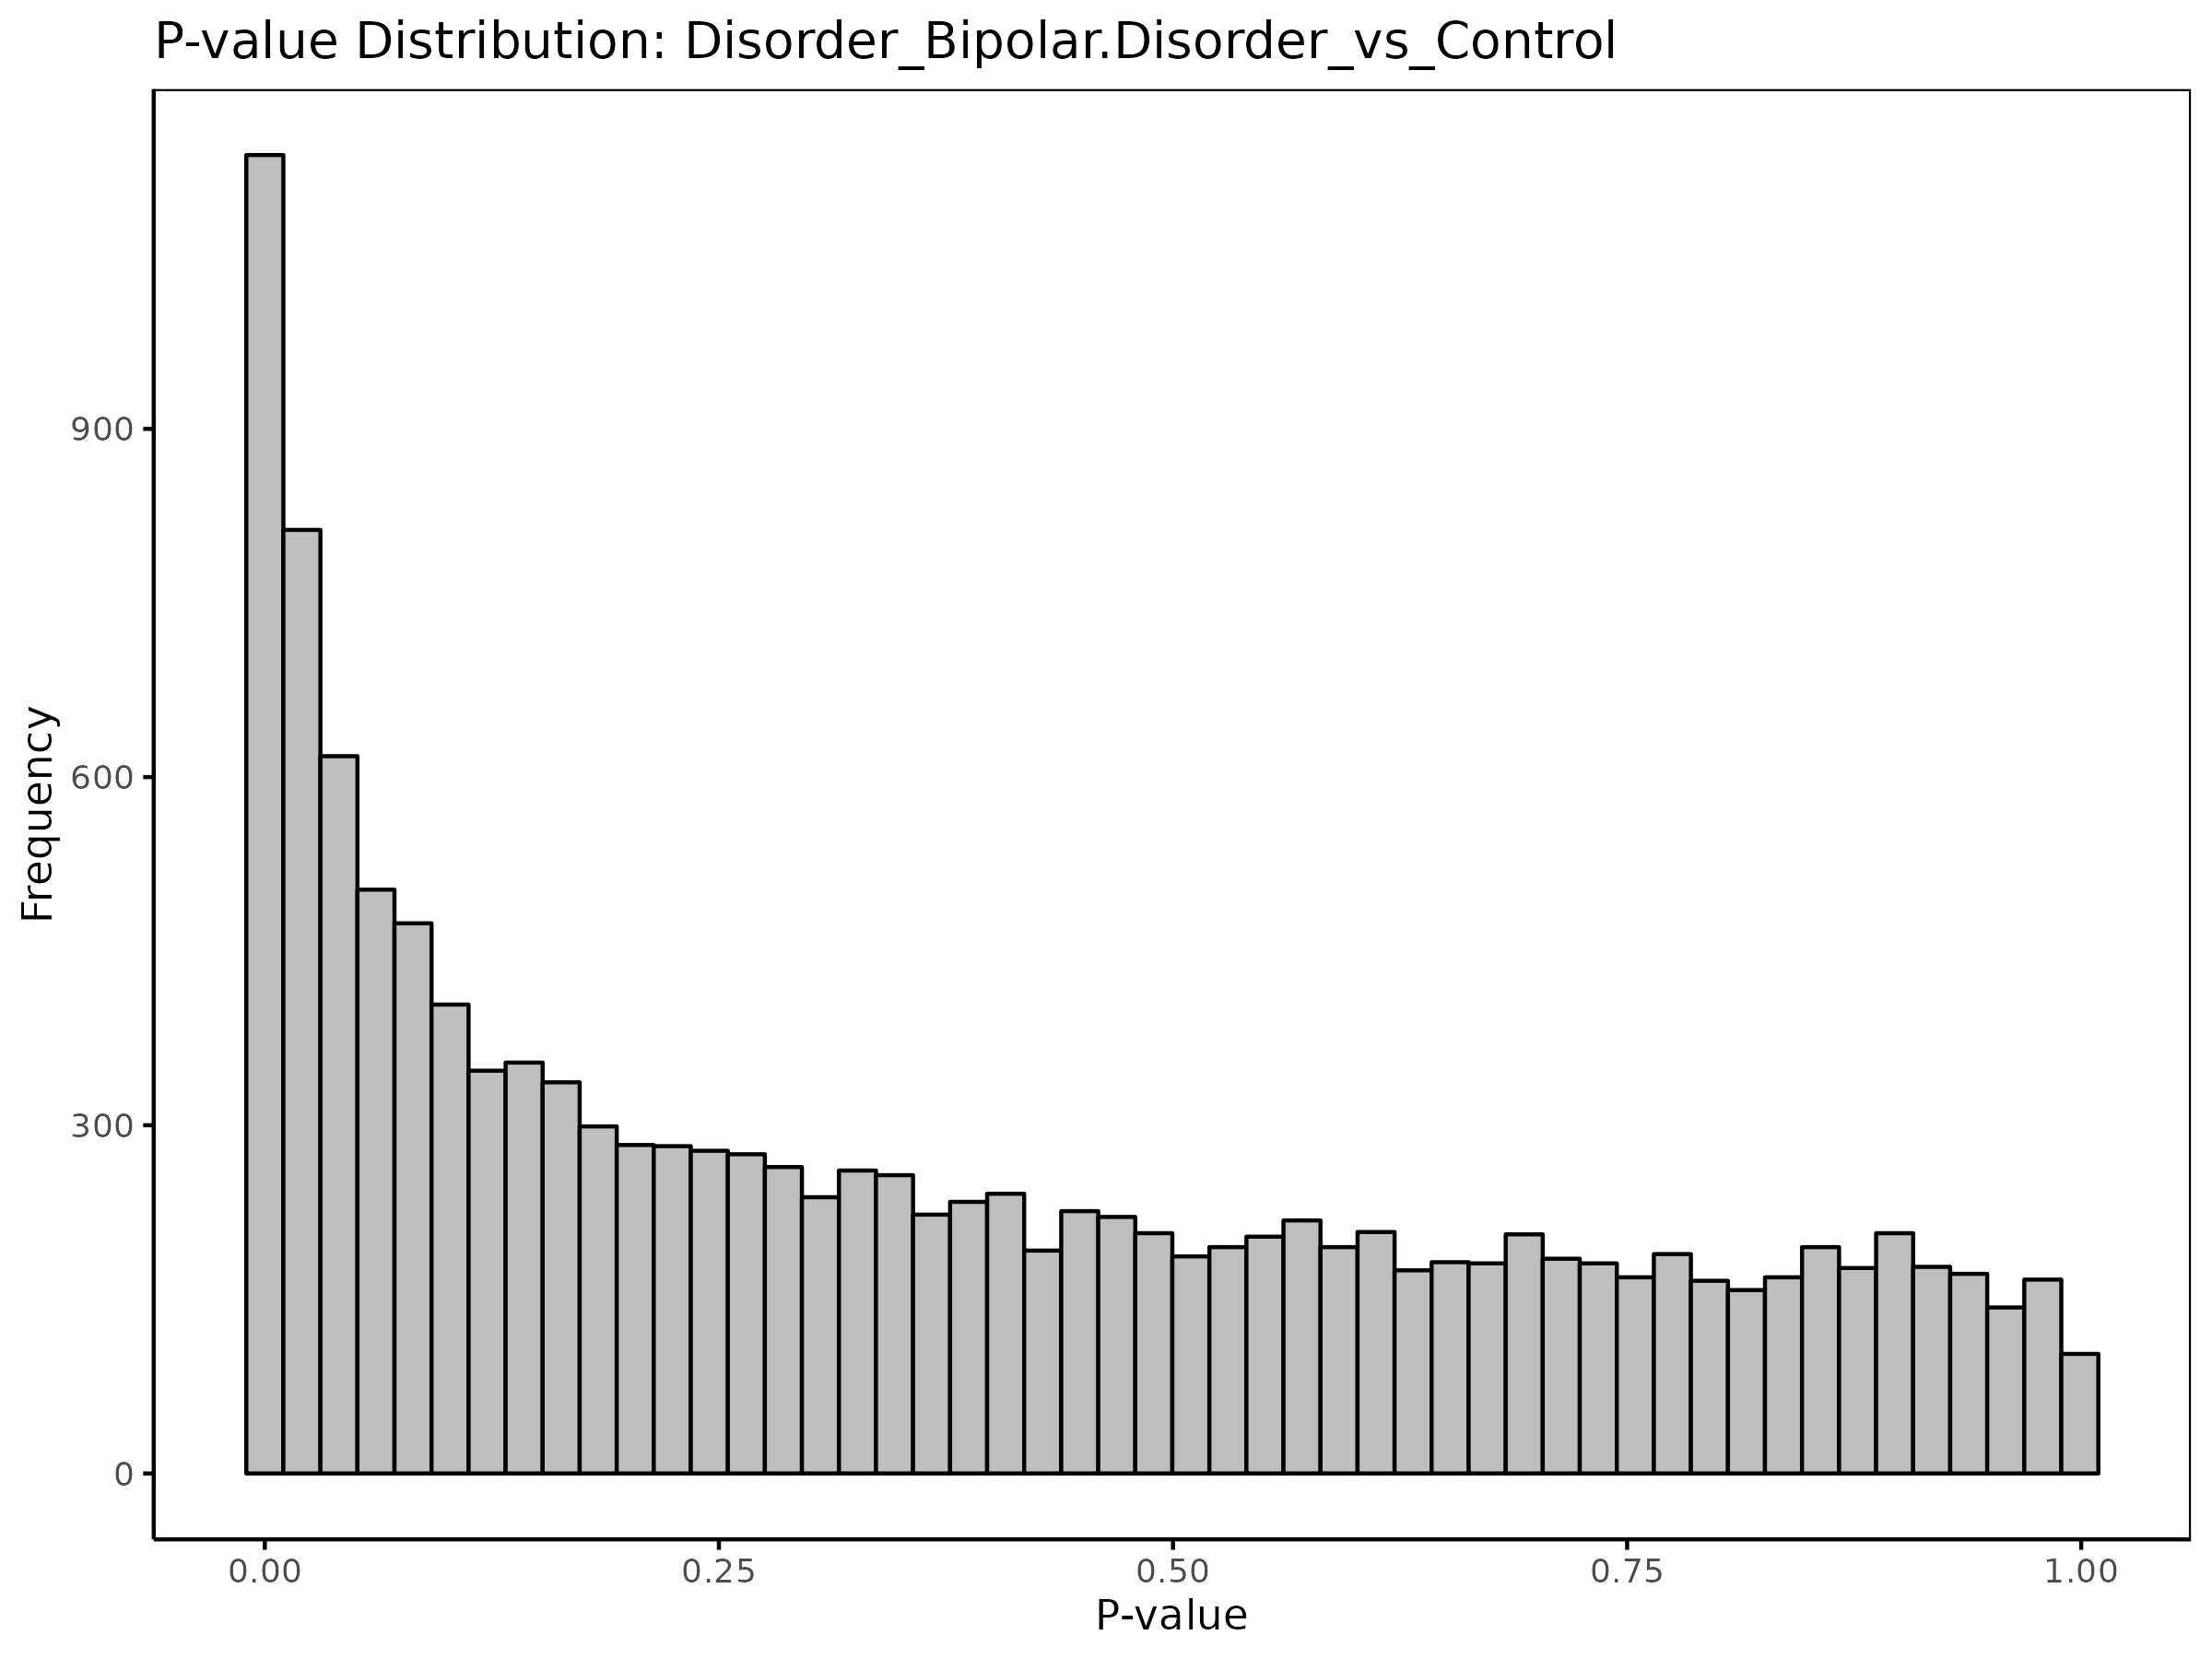 P-value Distribution: Disorder_Bipolar.Disorder_vs_Control
Frequency
900
600
300
0
0.00 0.25 0.50 0.75 1.00
P-value